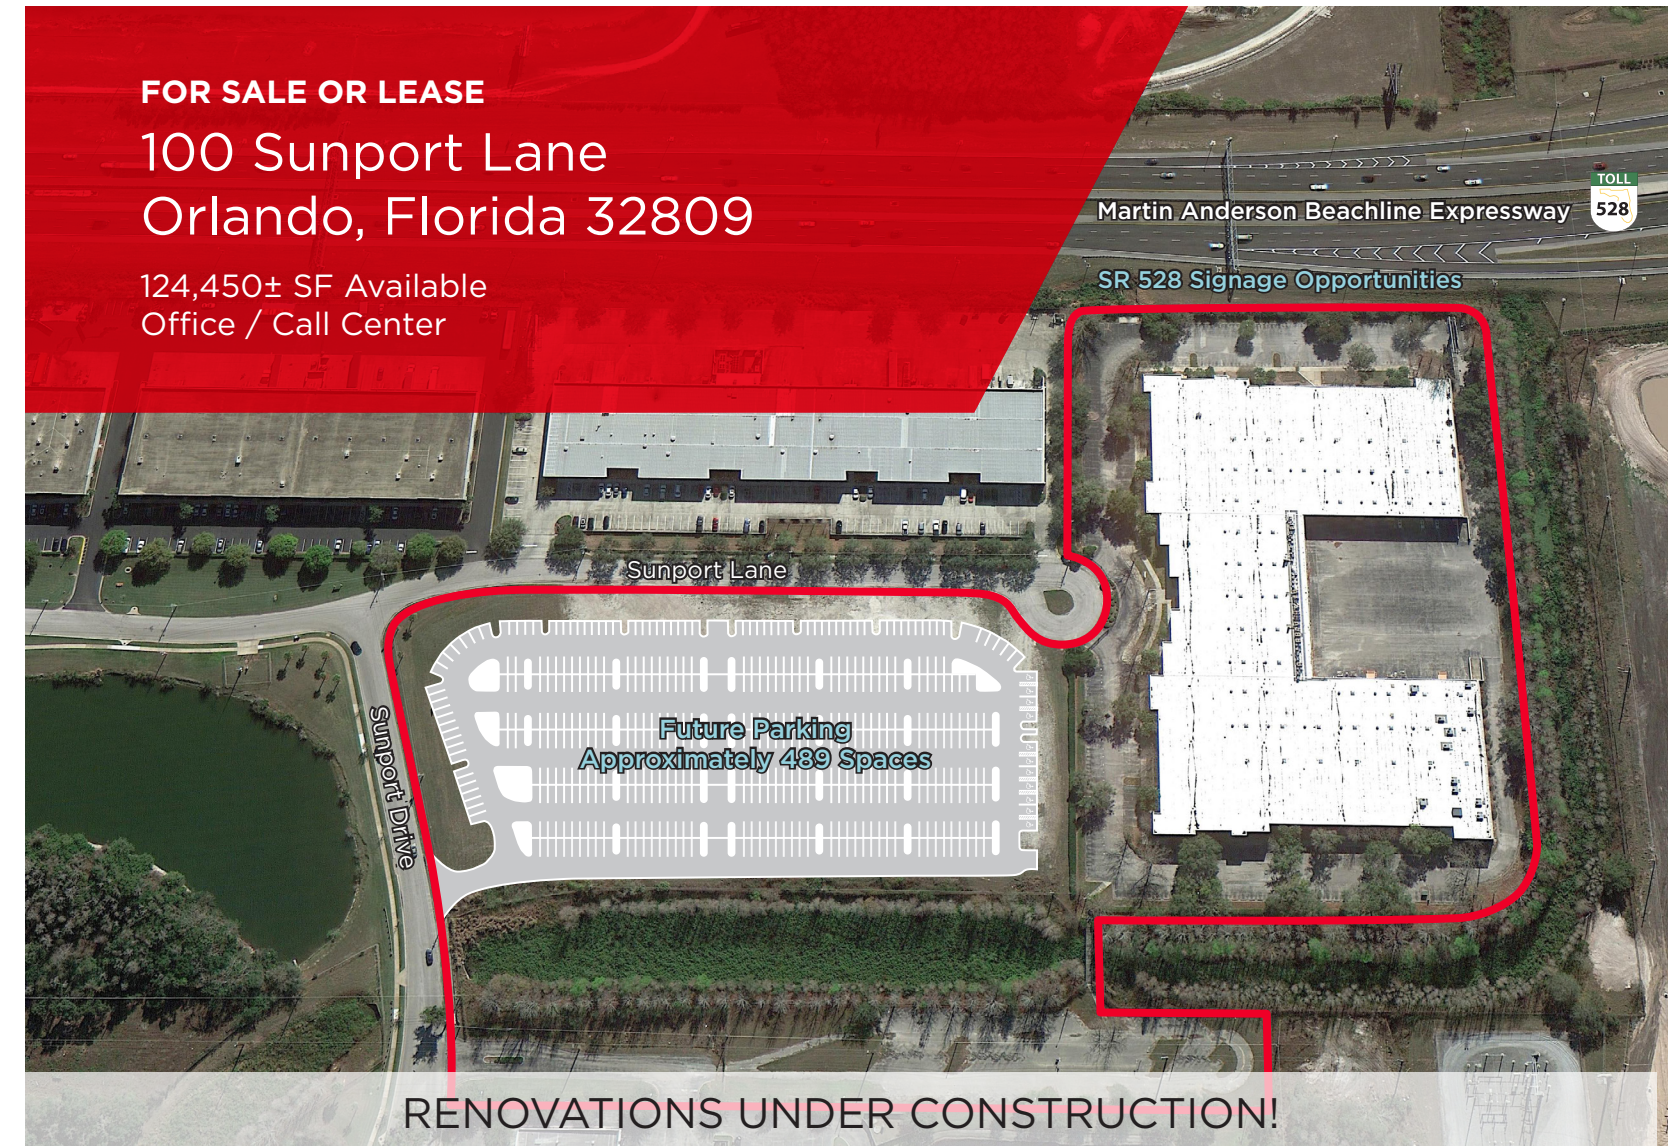 FOR SALE OR LEASE
100 Sunport Lane
Orlando, Florida 32809
124,450± SF Available
Office / Call Center
TOLL
528
Martin Anderson Beachline Expressway
SR 528 Signage Opportunities
Sunport Lane
Sunport Drive
Future Parking
Approximately 489 Spaces
RENOVATIONS UNDER CONSTRUCTION!